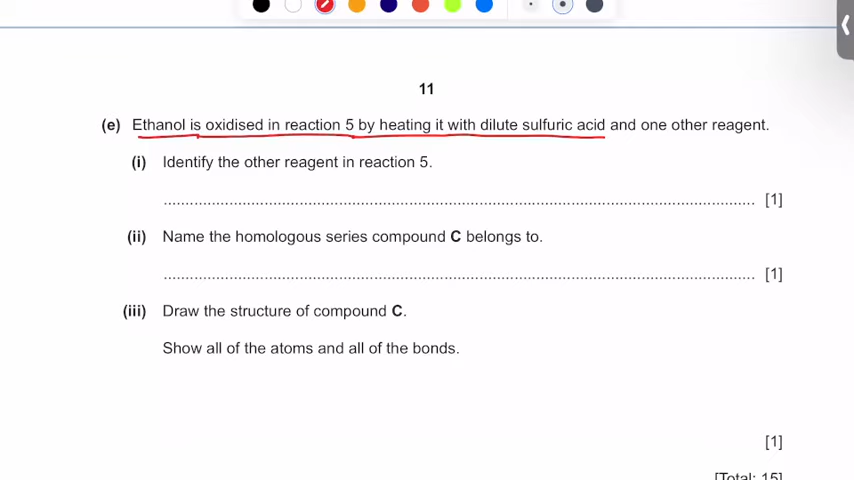 11
(e) Ethanol is oxidised in reaction 5 by heating it with dilute sulfuric acid and one other reagent.
(i) Identify the other reagent in reaction 5.
.......................................................................................................................................... [1]
(ii) Name the homologous series compound C belongs to.
.......................................................................................................................................... [1]
(iii) Draw the structure of compound C.
Show all of the atoms and all of the bonds.
[1]
[Total: 15]